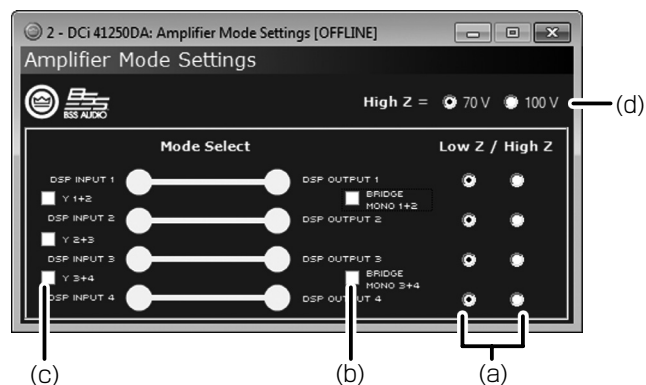 2 - DCi 41250DA: Amplifier Mode Settings [OFFLINE]
Amplifier Mode Settings
BSS AUDIO
High Z = 70 V 100 V
(d)
Mode Select
Low Z / High Z
DSP INPUT 1
DSP OUTPUT 1
Y 1+2
BRIDGE
MONO 1+2
DSP INPUT 2
DSP OUTPUT 2
Y 2+3
DSP INPUT 3
DSP OUTPUT 3
Y 3+4
BRIDGE
MONO 3+4
DSP INPUT 4
DSP OUTPUT 4
(c)
(b)
(a)